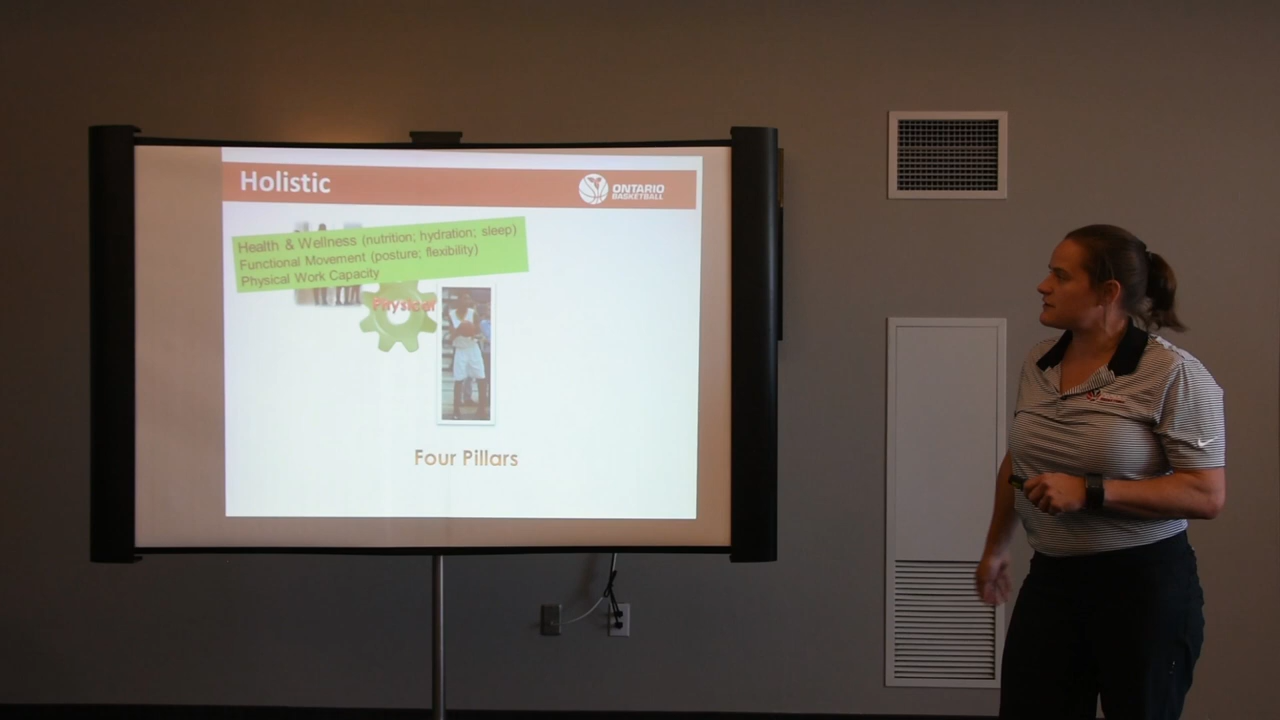 Holistic
ONTARIO
BASKETBALL
Health & Wellness (nutrition; hydration; sleep)
Functional Movement (posture; flexibility)
Physical Work Capacity
Physical
Four Pillars